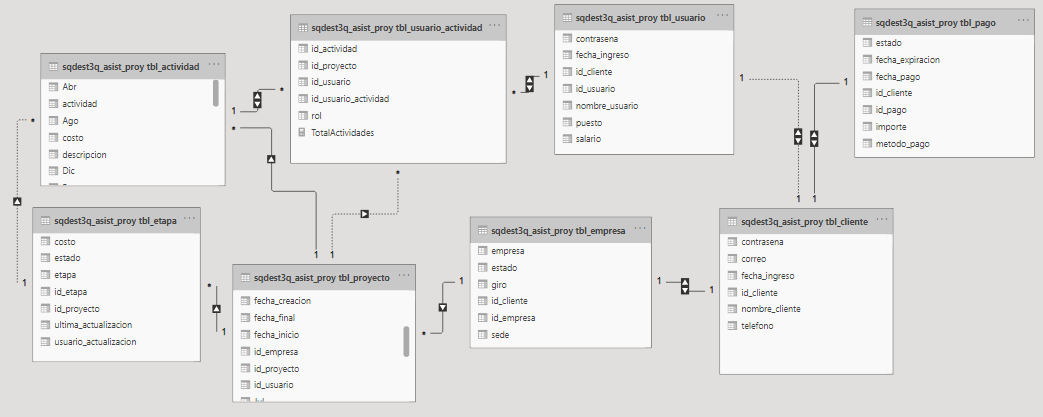 sqdest3q_asist_proy tbl_actividad
Abr
actividad
Ago
costo
descripcion
Dic
sqdest3q_asist_proy tbl_usuario_actividad
id_actividad
id_proyecto
id_usuario
id_usuario_actividad
rol
TotalActividades
sqdest3q_asist_proy tbl_usuario
contrasena
fecha_ingreso
id_cliente
id_usuario
nombre_usuario
puesto
salario
sqdest3q_asist_proy tbl_pago
estado
fecha_expiracion
fecha_pago
id_cliente
id_pago
importe
metodo_pago
1
*
*
1
1
1
*
*
*
1
1
sqdest3q_asist_proy tbl_etapa
costo
estado
etapa
id_etapa
id_proyecto
ultima_actualizacion
usuario_actualizacion
1
1
1
*
1
sqdest3q_asist_proy tbl_proyecto
fecha_creacion
fecha_final
fecha_inicio
id_empresa
id_proyecto
id_usuario
1
*
sqdest3q_asist_proy tbl_empresa
empresa
estado
giro
id_cliente
id_empresa
sede
1
1
sqdest3q_asist_proy tbl_cliente
contrasena
correo
fecha_ingreso
id_cliente
nombre_cliente
telefono